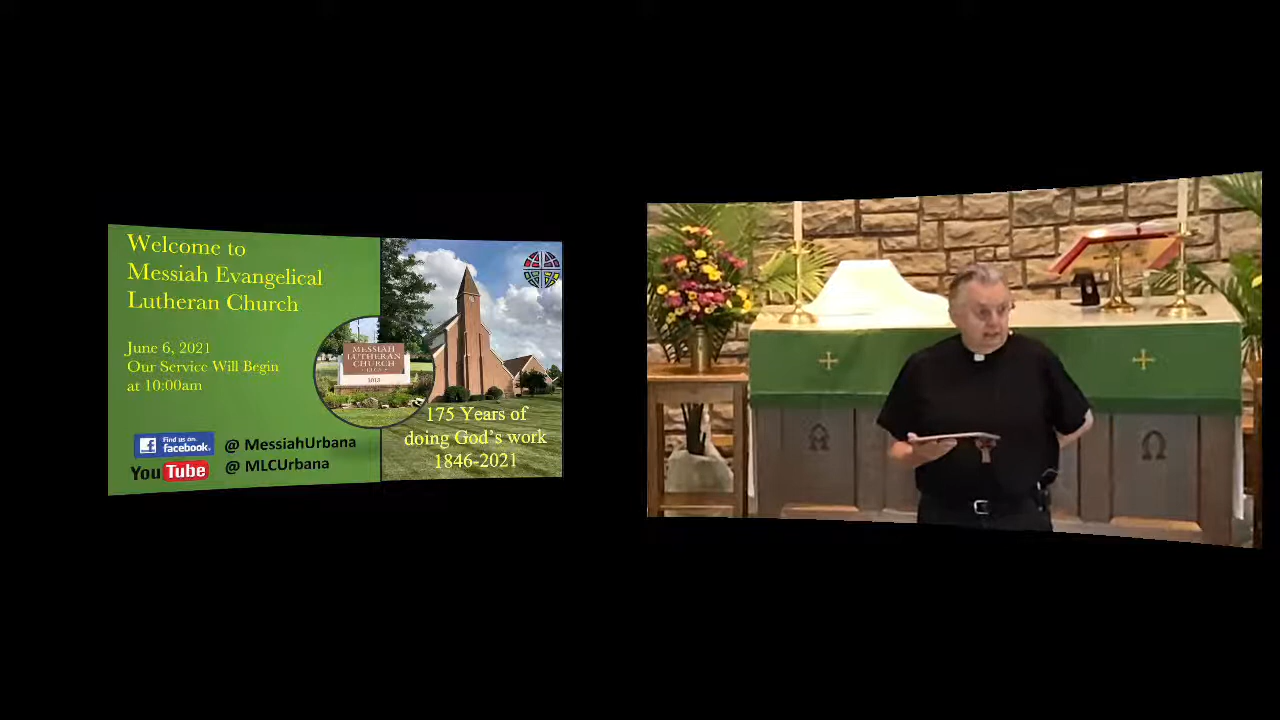 Welcome to
Messiah Evangelical
Lutheran Church
June 6, 2021
Our Service Will Begin
at 10:00am
MESSIAH
LUTHERAN
CHURCH
Find us on
facebook
@ MessiahUrbana
You Tube
@ MLCUrbana
175 Years of
doing God's work
1846-2021
Α
Ω